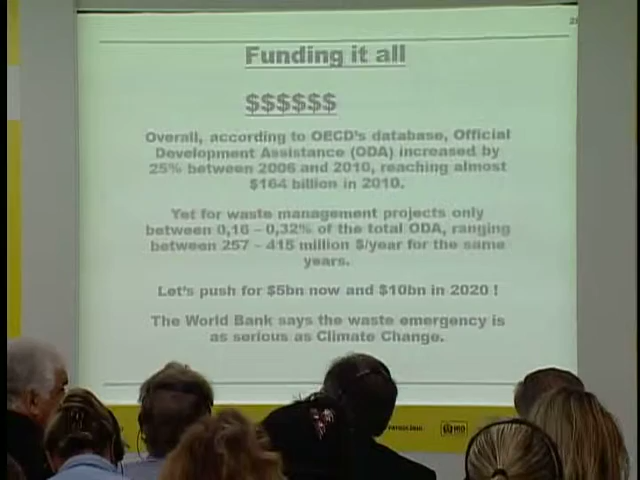 Funding it all
$$$$$$
Overall, according to OECD's database, Official
Development Assistance (ODA) increased by
25% between 2006 and 2010, reaching almost
$164 billion in 2010.
Yet for waste management projects only
between 0,16 – 0,32% of the total ODA, ranging
between 257 – 415 million $/year for the same
years.
Let's push for $5bn now and $10bn in 2020 !
The World Bank says the waste emergency is
as serious as Climate Change.